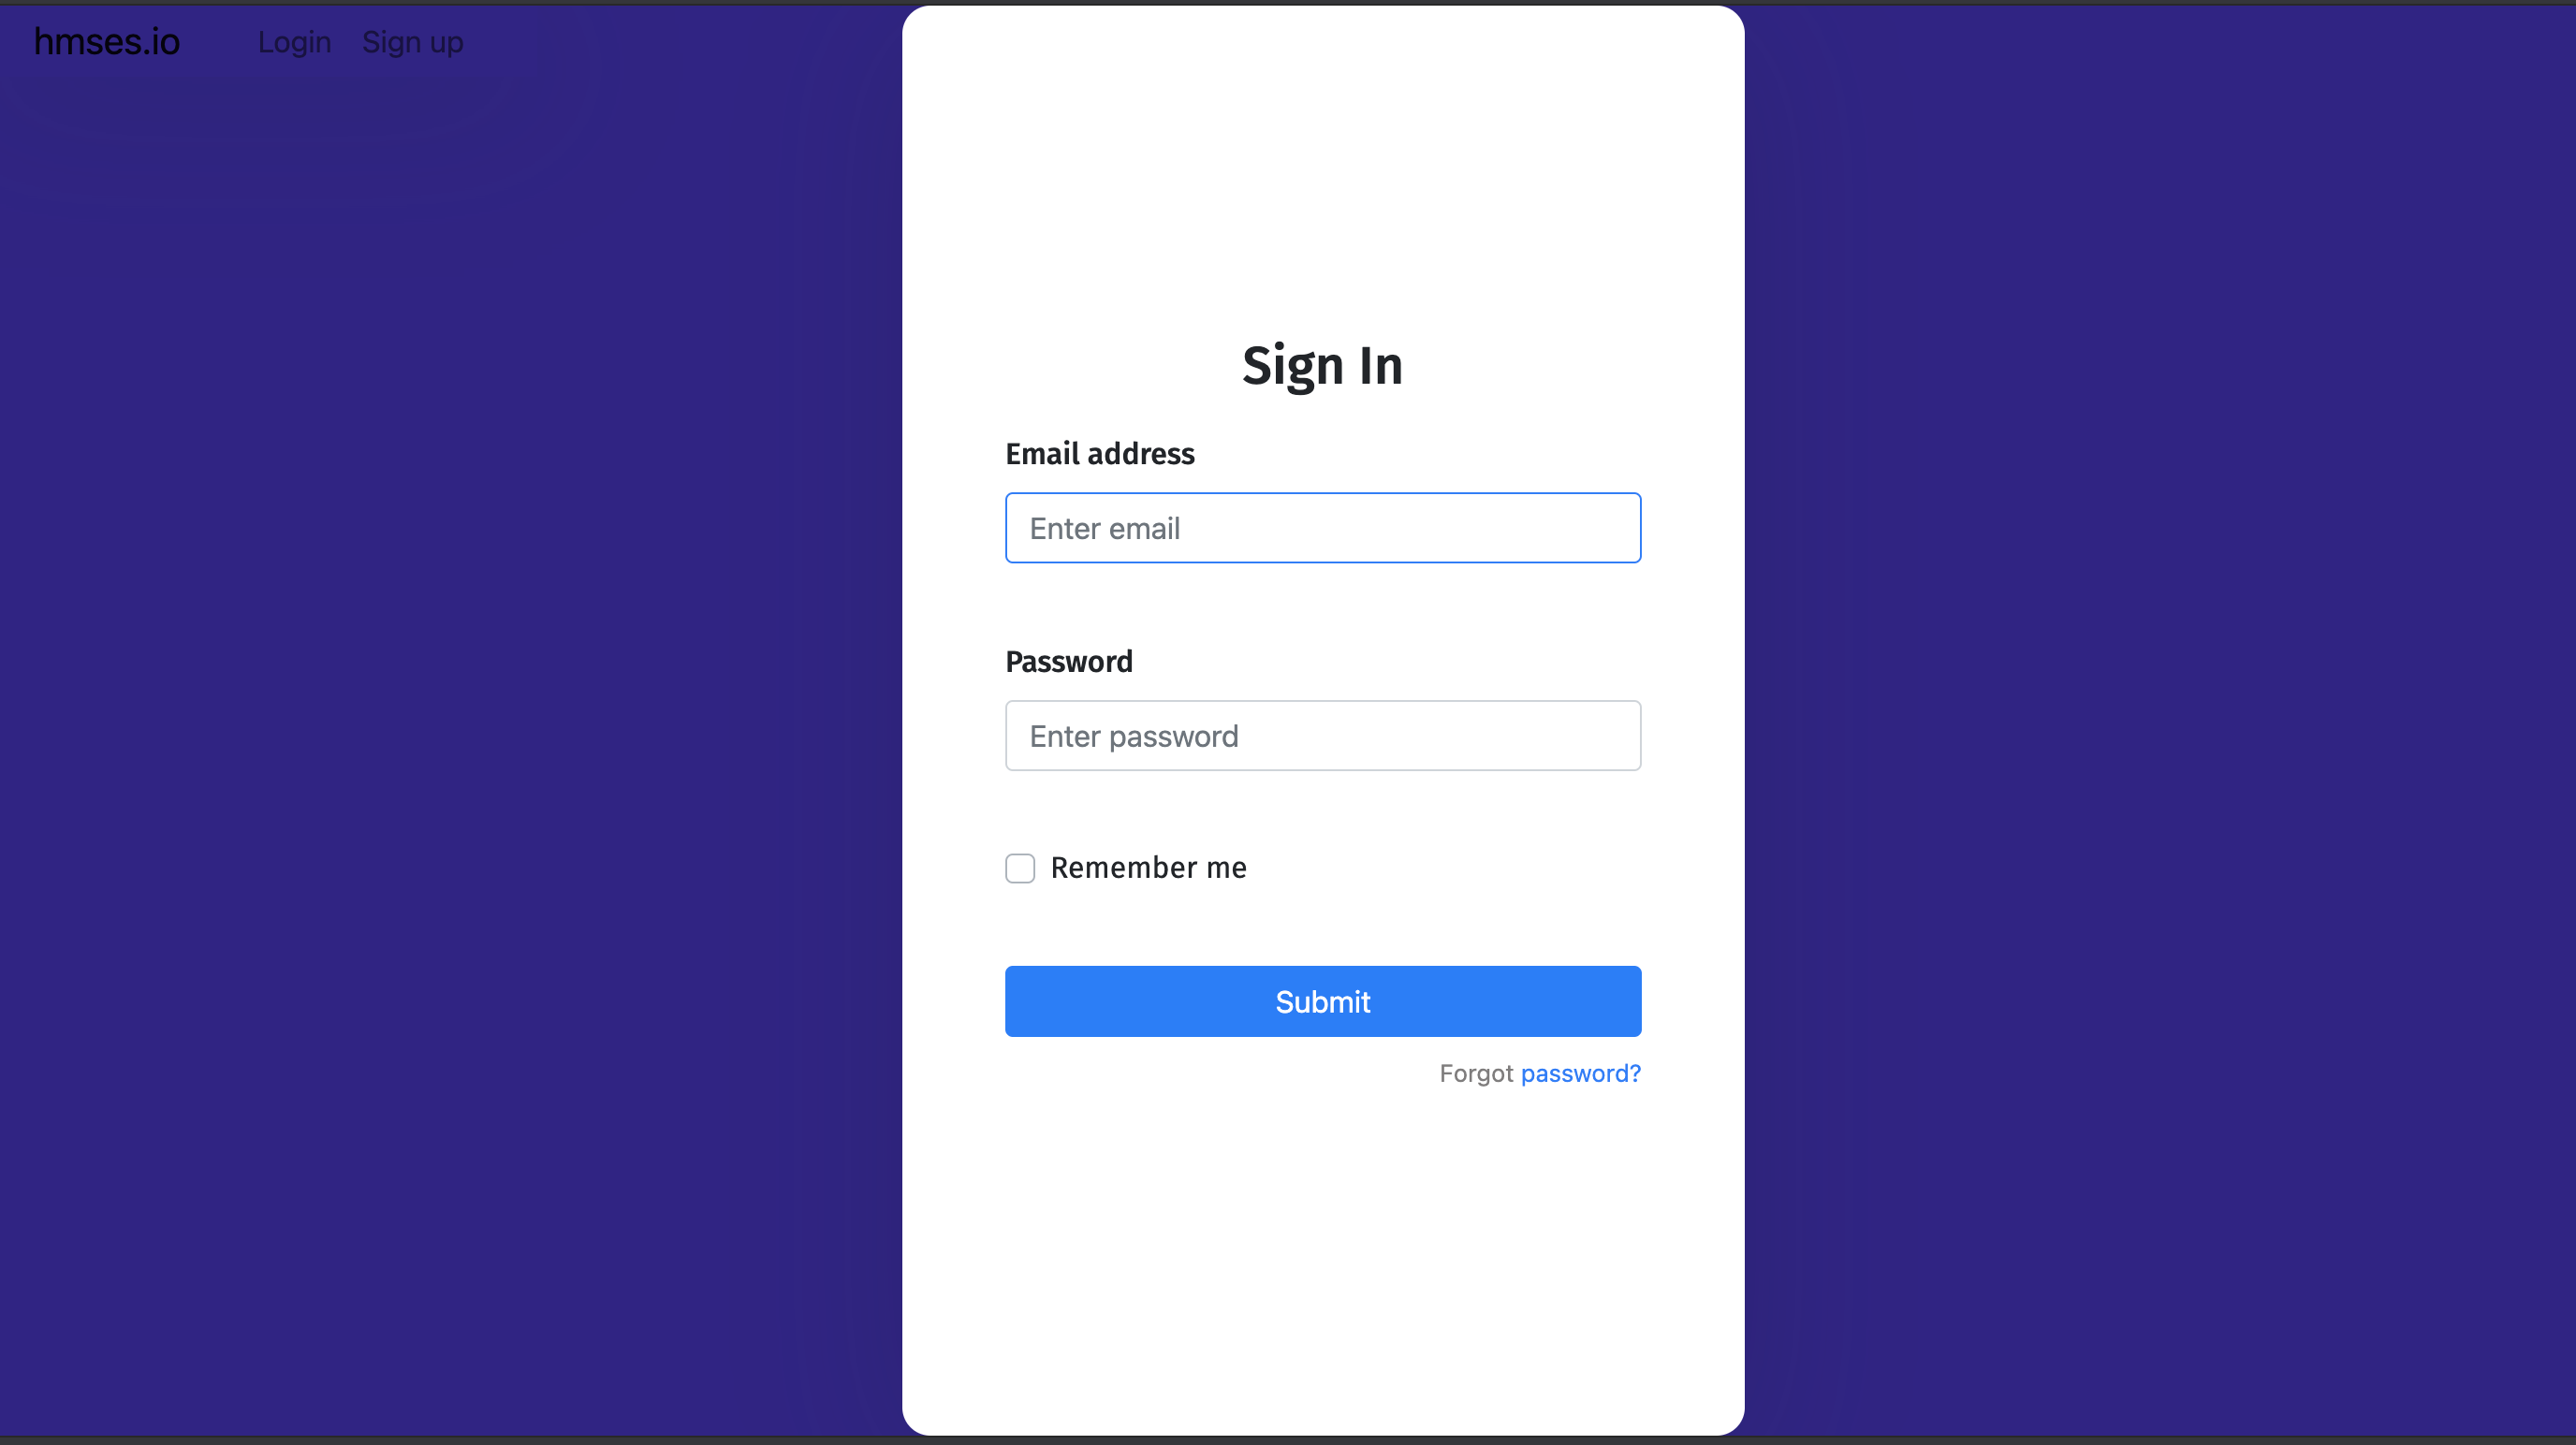 hmses.io Login Sign up
Sign In
Email address
Enter email
Password
Enter password
Remember me
Submit
Forgot password?